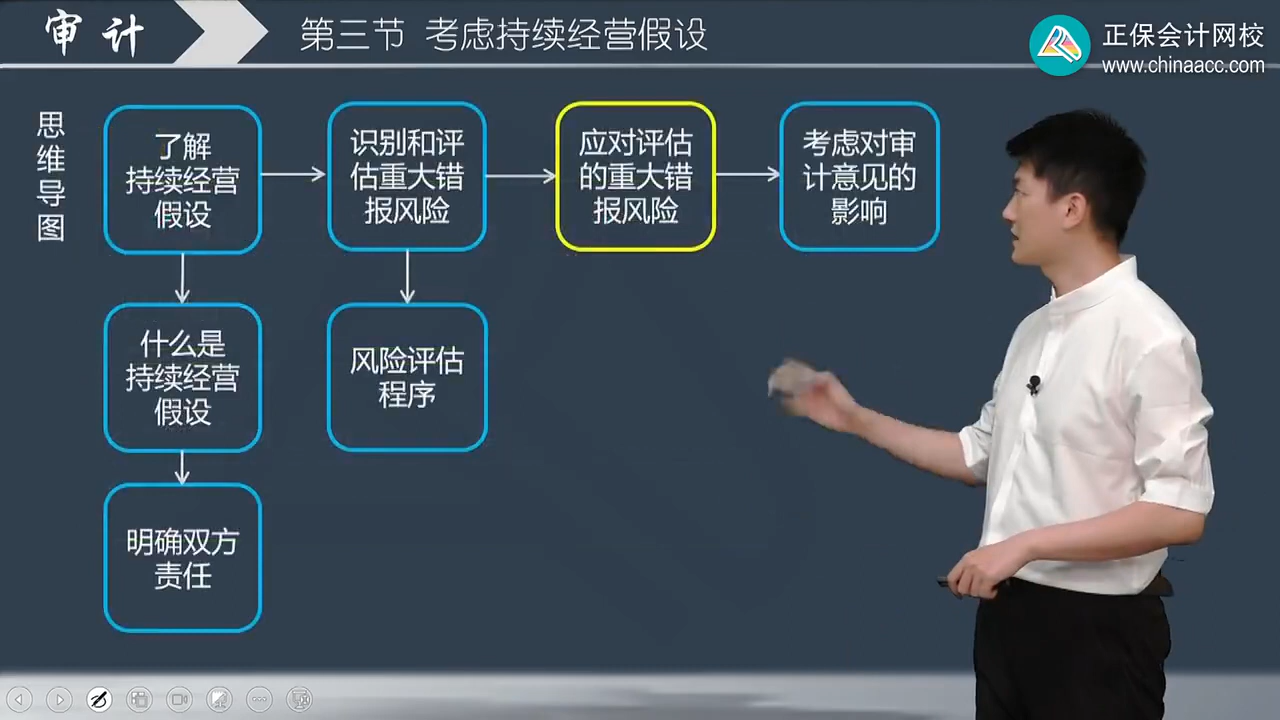 审 计
第三节 考虑持续经营假设
正保会计网校
www.chinaacc.com
思
维
导
图
了解
持续经营
假设
识别和评
估重大错
报风险
应对评估
的重大错
报风险
考虑对审
计意见的
影响
什么是
持续经营
假设
风险评估
程序
明确双方
责任